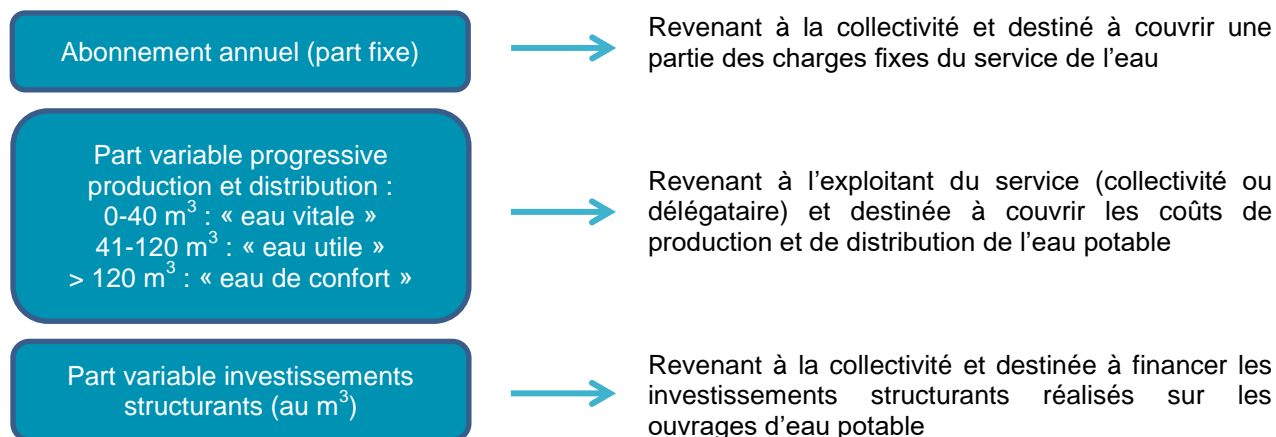 Abonnement annuel (part fixe)
Revenant à la collectivité et destiné à couvrir une
partie des charges fixes du service de l'eau
Part variable progressive
production et distribution :
0-40 m³ : « eau vitale »
41-120 m³ : « eau utile »
> 120 m³ : « eau de confort »
Revenant à l'exploitant du service (collectivité ou
délégataire) et destinée à couvrir les coûts de
production et de distribution de l'eau potable
Part variable investissements
structurants (au m³)
Revenant à la collectivité et destinée à financer les
investissements structurants réalisés sur les
ouvrages d'eau potable